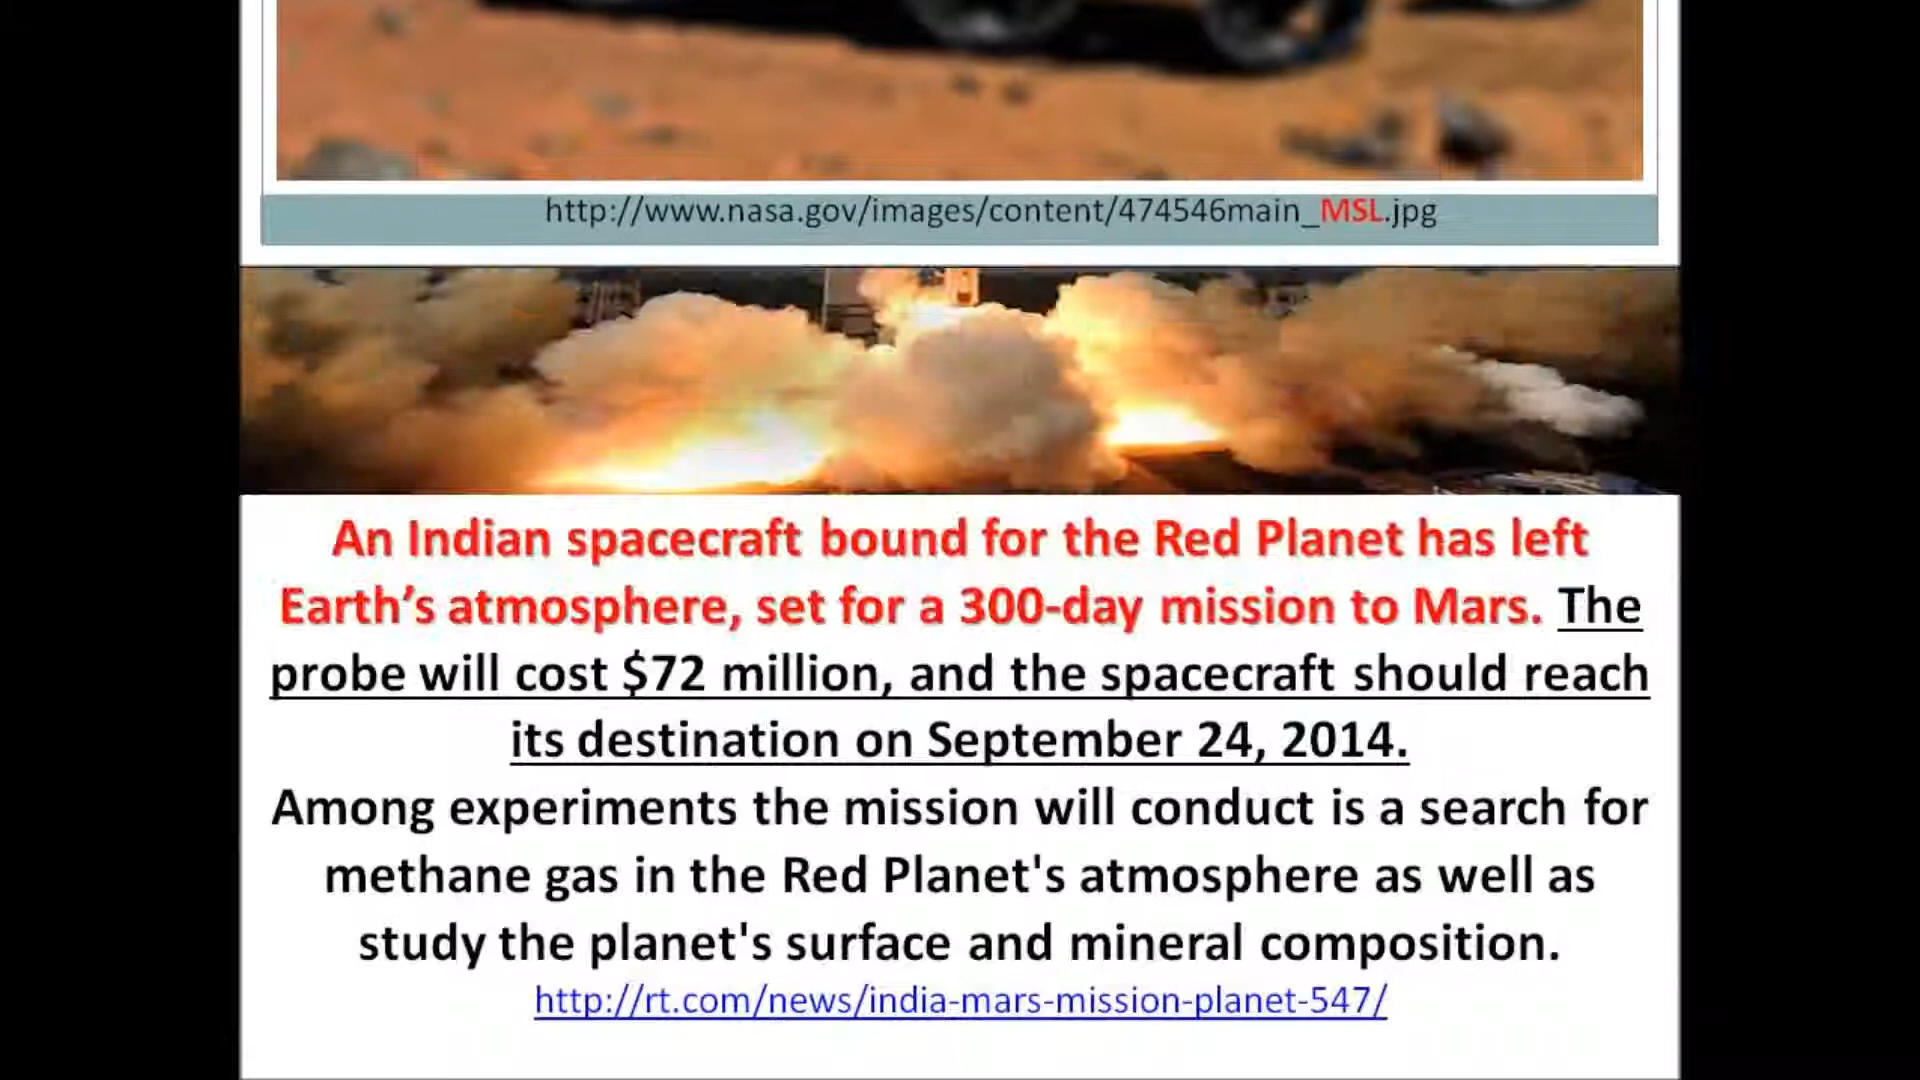 http://www.nasa.gov/images/content/474546main_MSL.jpg
An Indian spacecraft bound for the Red Planet has left
Earth’s atmosphere, set for a 300-day mission to Mars. The
probe will cost $72 million, and the spacecraft should reach
its destination on September 24, 2014.
Among experiments the mission will conduct is a search for
methane gas in the Red Planet's atmosphere as well as
study the planet's surface and mineral composition.
http://rt.com/news/india-mars-mission-planet-547/